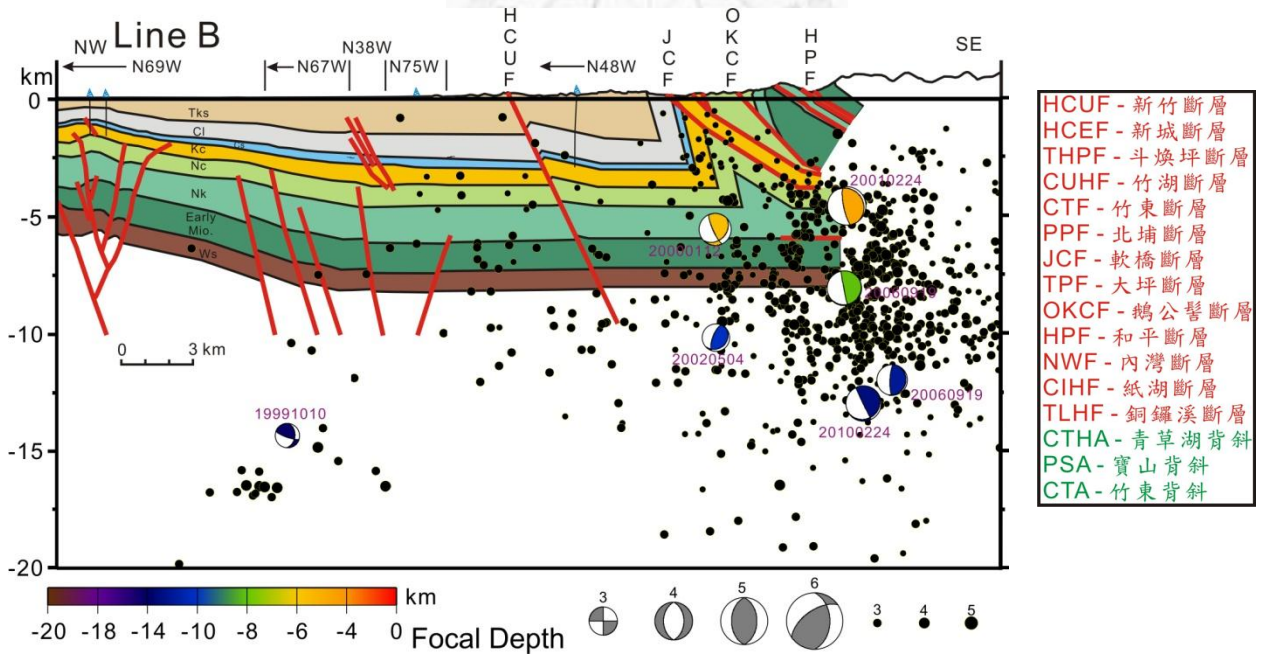 Line B
NW
N69W
N67W
N38W
N75W
HCUF
N48W
JCF
OKCF
HPF
SE
km
0
-5
-10
-15
-20
Tks
Cl
Kc
Nc
Nk
Early
Mio.
Ws
0 3 km
20010224
20000112
20060919
20020504
20060919
20100224
19991010
-20 -18 -14 -10 -8 -6 -4 0
km
Focal Depth
3 4 5 6
3 4 5
HCUF - 新竹斷層
HCEF - 新城斷層
THPF - 斗煥坪斷層
CUHF - 竹湖斷層
CTF - 竹東斷層
PPF - 北埔斷層
JCF - 軟橋斷層
TPF - 大坪斷層
OKCF - 鵝公髻斷層
HPF - 和平斷層
NWF - 內灣斷層
CIHF - 紙湖斷層
TLHF - 銅鑼溪斷層
CTHA - 青草湖背斜
PSA - 寶山背斜
CTA - 竹東背斜